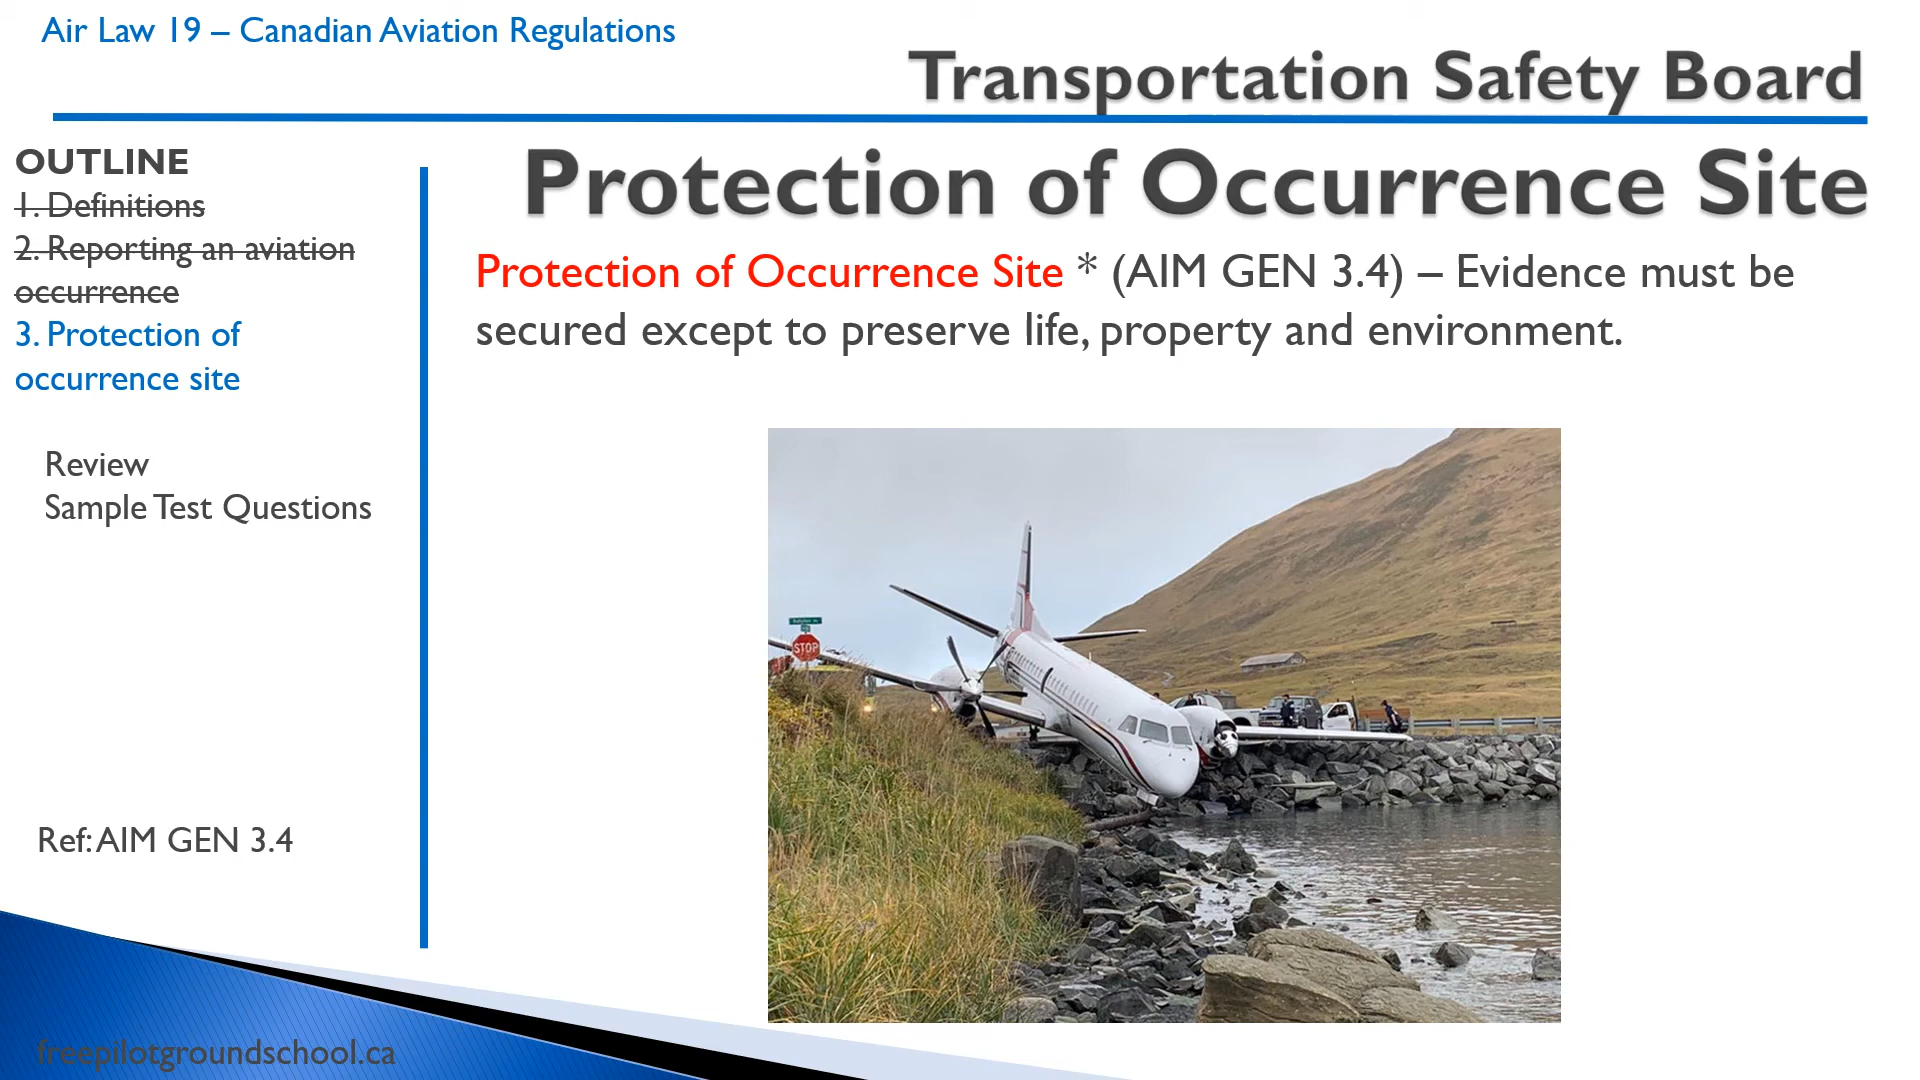 Air Law 19 – Canadian Aviation Regulations
Transportation Safety Board
OUTLINE
1. Definitions
2. Reporting an aviation
occurrence
3. Protection of
occurrence site
Review
Sample Test Questions
Ref: AIM GEN 3.4
freepilotgroundschool.ca
Protection of Occurrence Site
Protection of Occurrence Site * (AIM GEN 3.4) – Evidence must be
secured except to preserve life, property and environment.
STOP